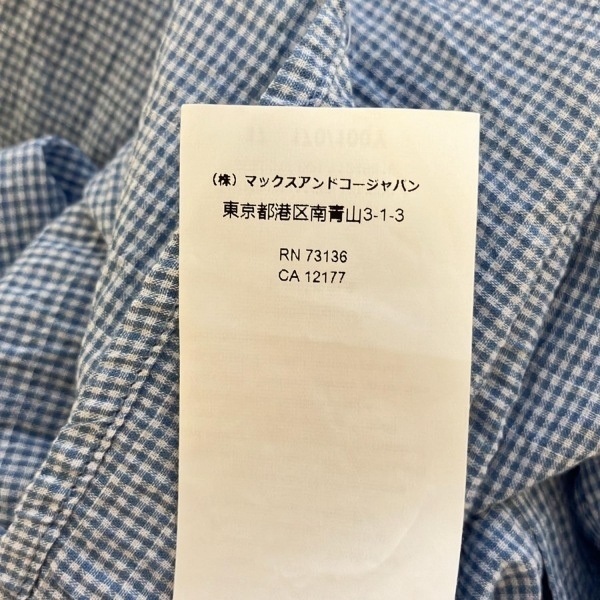 (株)マックスアンドコージャパン
東京都港区南青山3-1-3
RN 73136
CA 12177